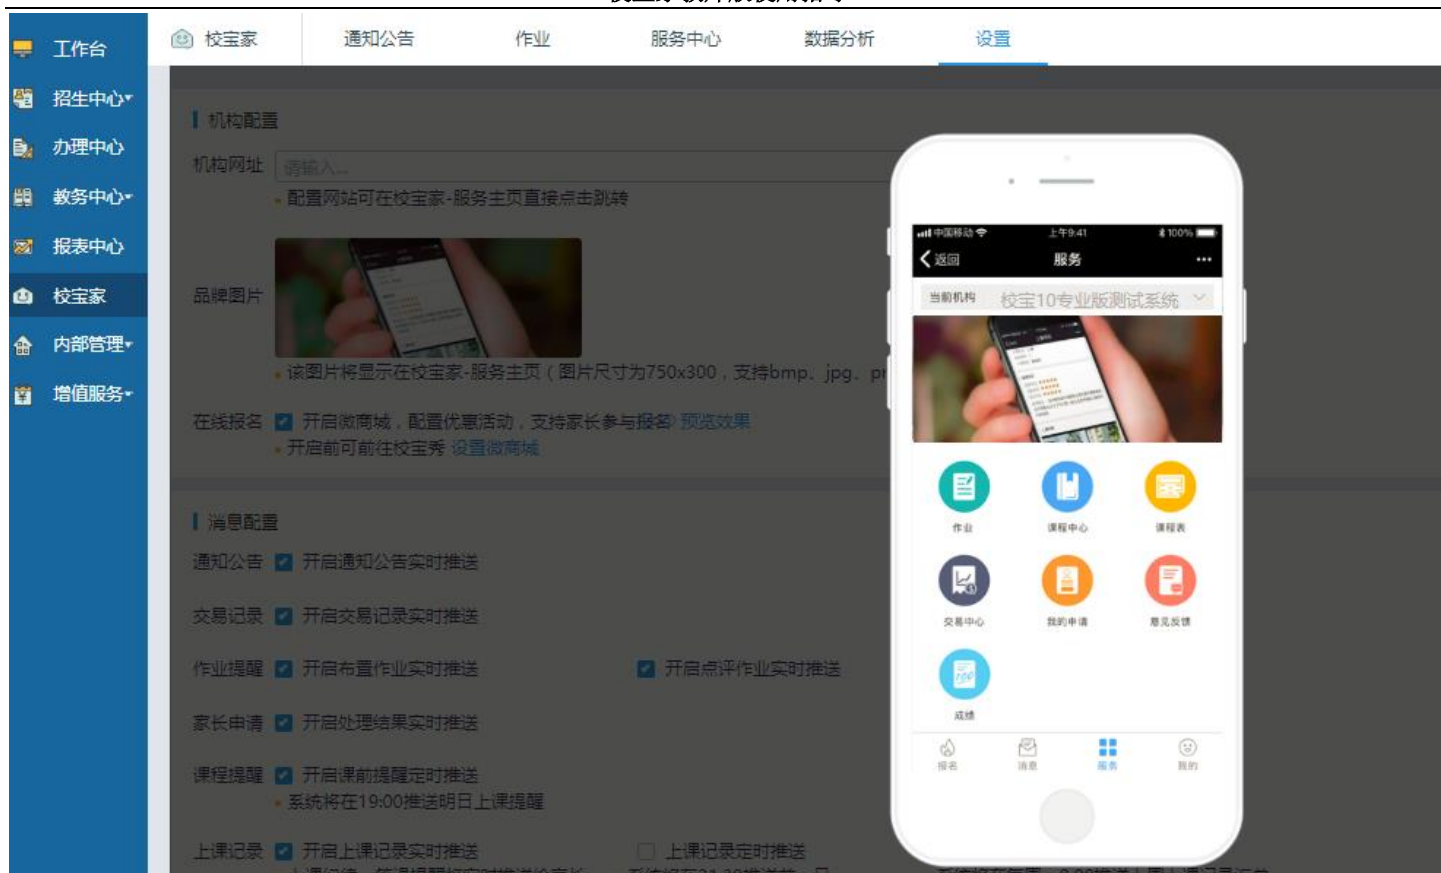 工作台
招生中心
办理中心
教务中心
报表中心
校宝家
内部管理
增值服务
校宝家 通知公告 作业 服务中心 数据分析 设置
机构配置
机构网址 请输入...
配置网站可在校宝家-服务主页直接点击跳转
品牌图片
该图片将显示在校宝家-服务主页（图片尺寸为750x300，支持bmp、jpg、
在线报名 开启微商城，配置优惠活动，支持家长参与报名 预览效果
开启前可前往校宝秀 设置微商城
消息配置
通知公告 开启通知公告实时推送
交易记录 开启交易记录实时推送
作业提醒 开启布置作业实时推送 开启点评作业实时推送
家长申请 开启处理结果实时推送
课程提醒 开启课前提醒定时推送
系统将在19:00推送明日上课提醒
上课记录 开启上课记录实时推送 上课记录定时推送
中国移动 上午9:41 100%
返回 服务
当前机构 校宝10专业版测试系统
作业 课程中心 课程表
交易中心 我的申请 意见反馈
成绩
报名 消息 服务 我的